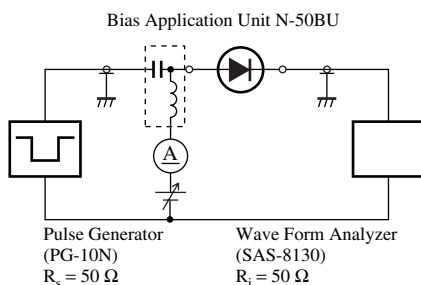 Bias Application Unit N-50BU
A
Pulse Generator
(PG-10N)
Rs = 50 Ω
Wave Form Analyzer
(SAS-8130)
Ri = 50 Ω